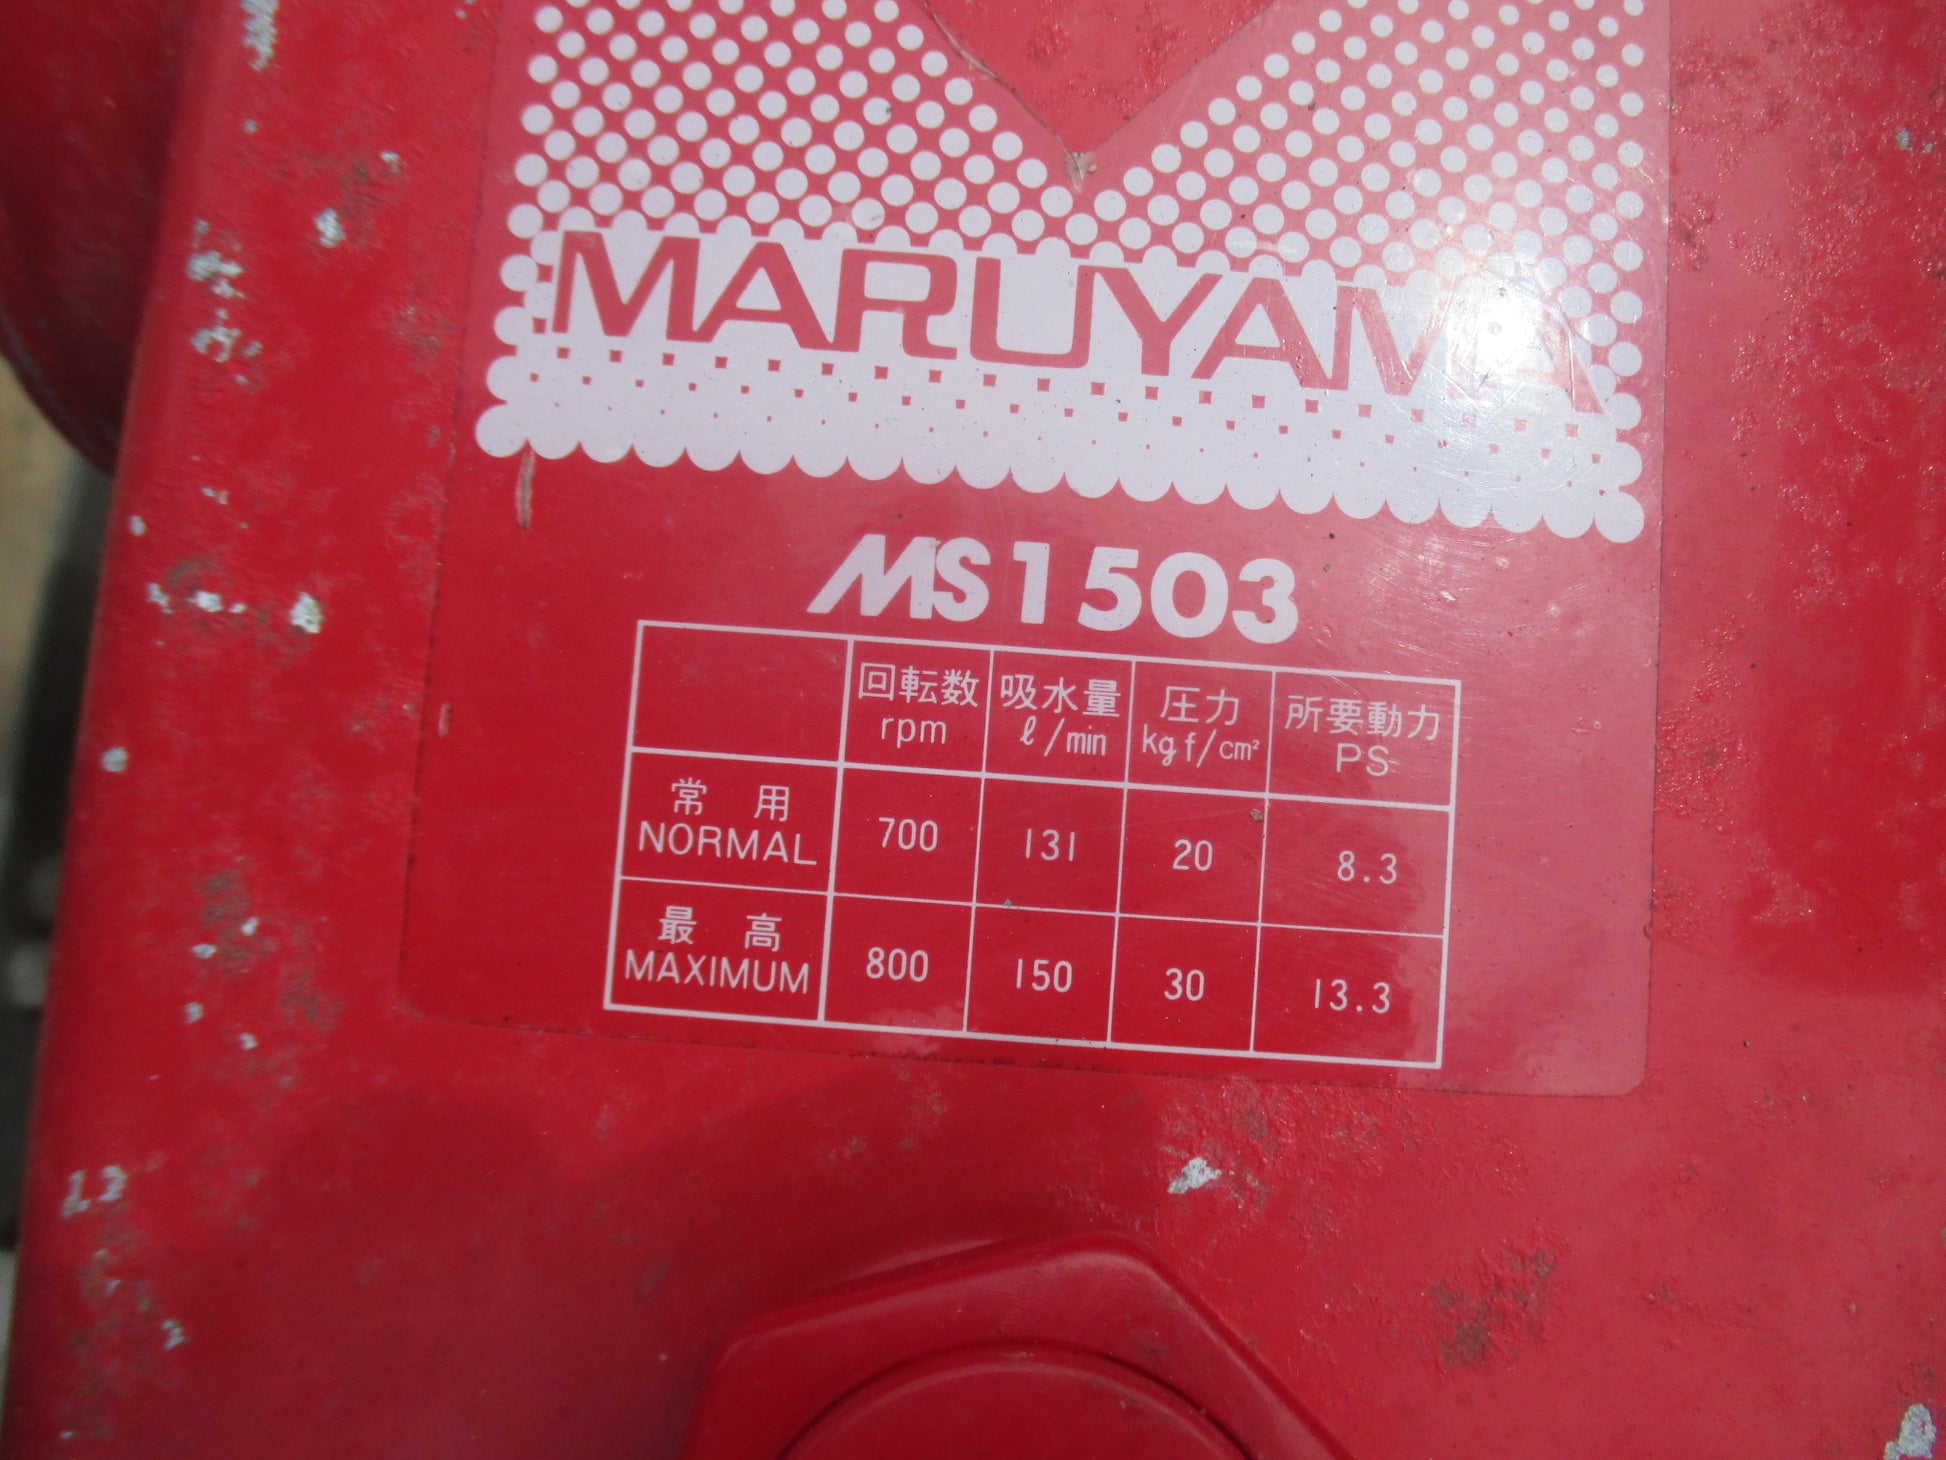 MARUYAMA
MS1503
回転数 吸水量 圧力 所要動力
rpm ℓ/min kgf/cm² PS
常用 700 131 20 8.3
NORMAL
最高 800 150 30 13.3
MAXIMUM